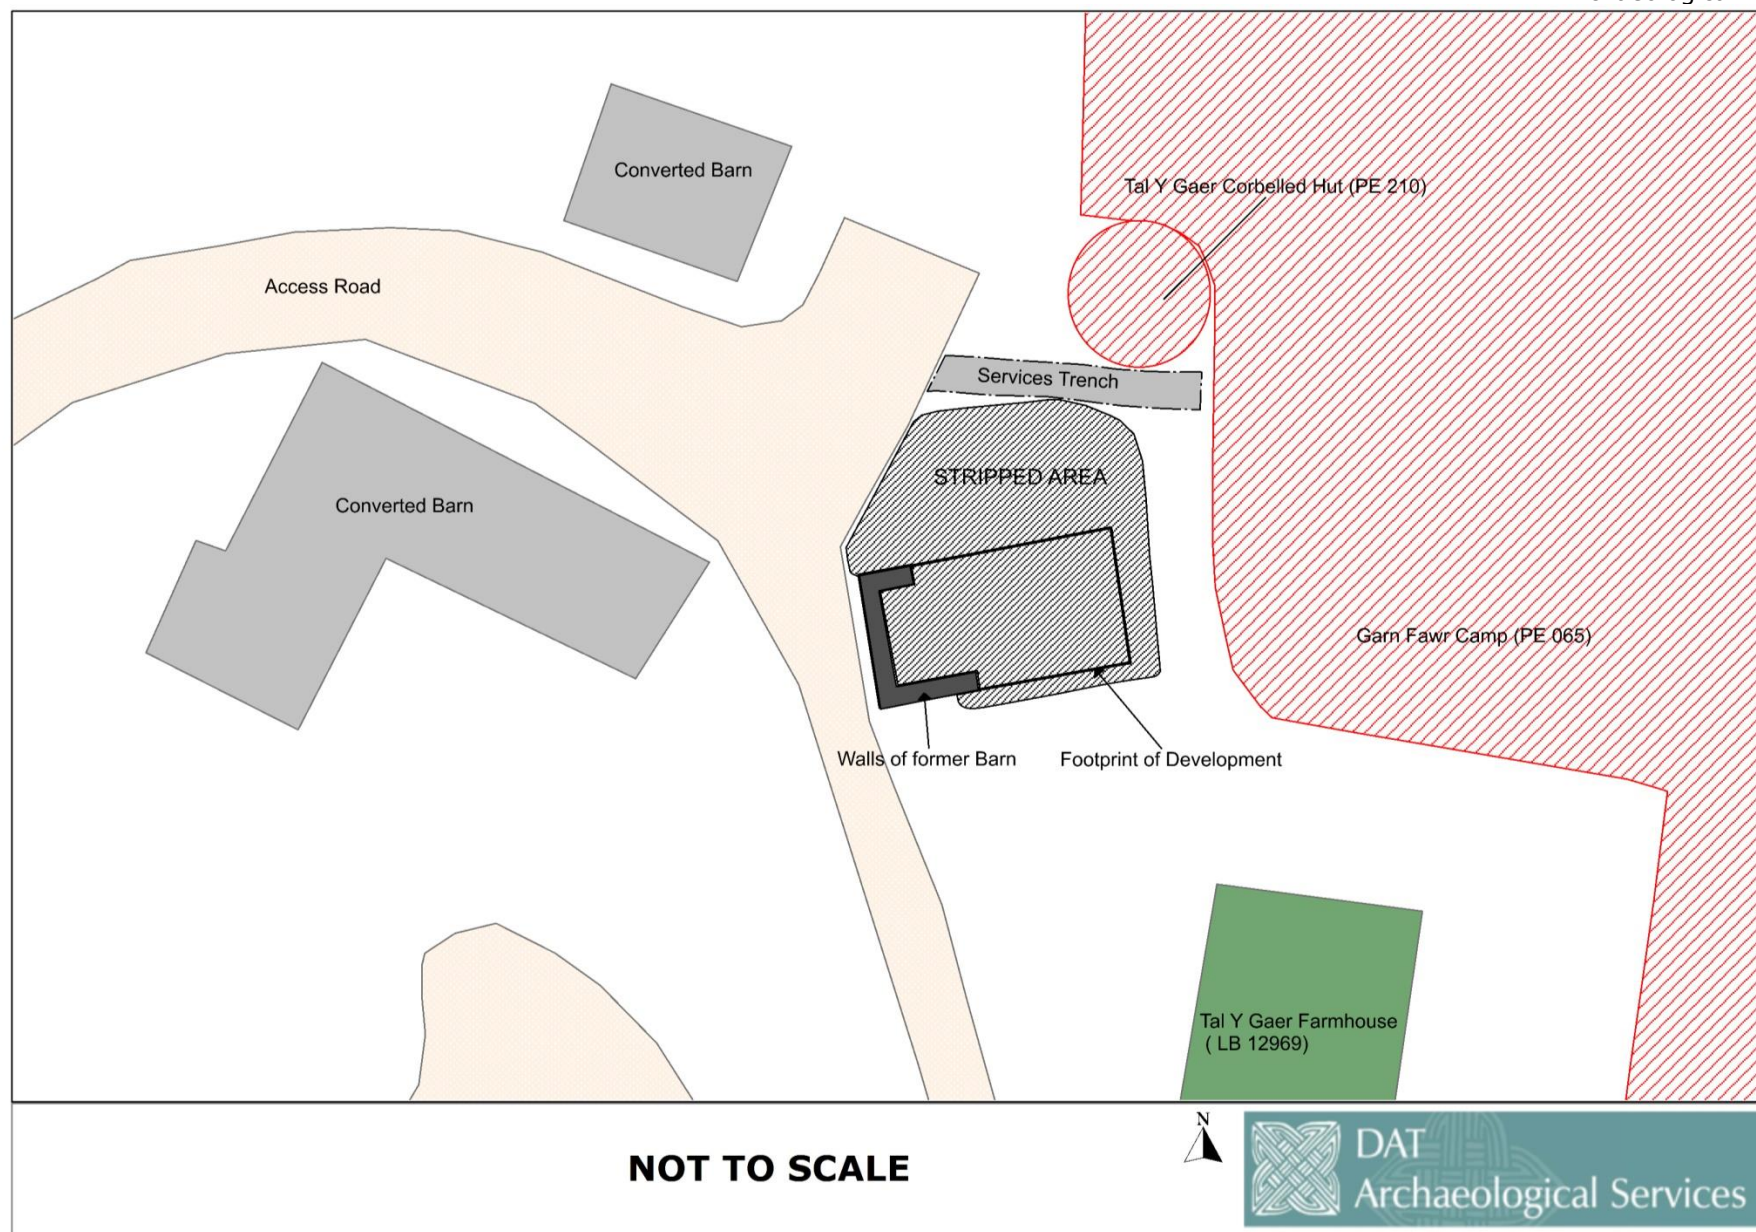 Converted Barn
Tal Y Gaer Corbelled Hut (PE 210)
Access Road
Services Trench
STRIPPED AREA
Converted Barn
Garn Fawr Camp (PE 065)
Walls of former Barn
Footprint of Development
Tal Y Gaer Farmhouse
( LB 12969)
NOT TO SCALE
N
DAT
Archaeological Services